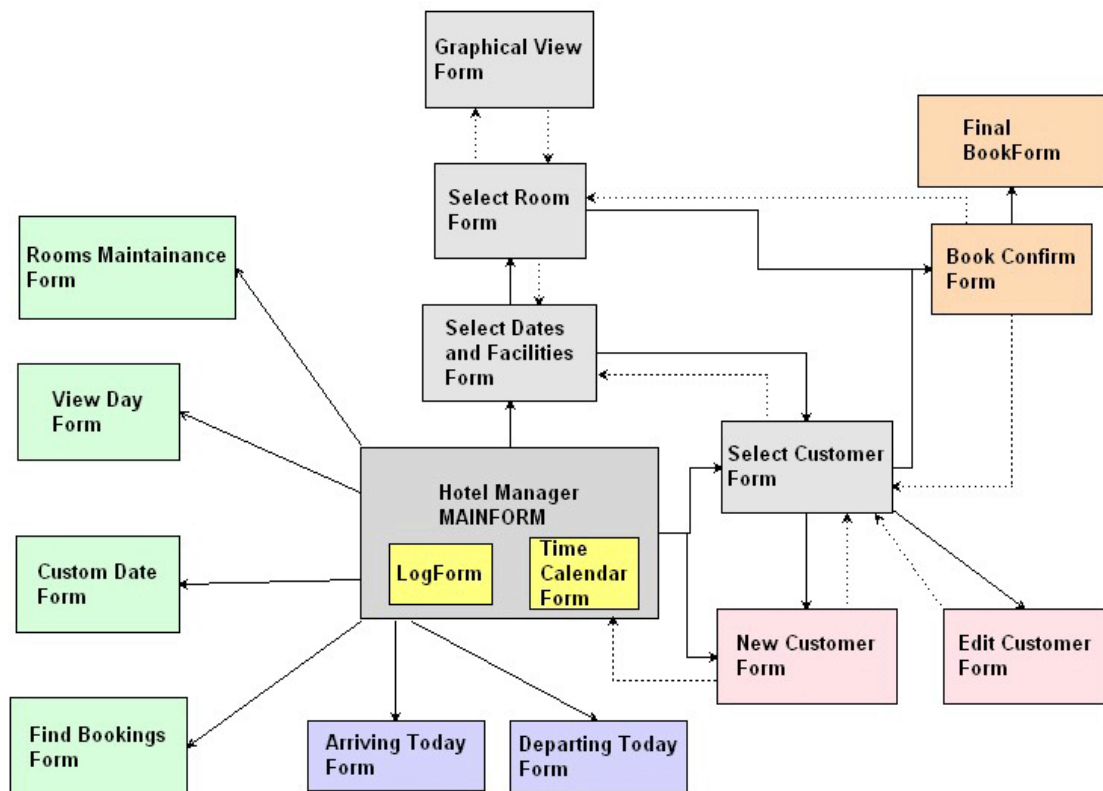 Graphical View
Form
Final
BookForm
Select Room
Form
Rooms Maintainance
Form
Book Confirm
Form
Select Dates
and Facilities
Form
View Day
Form
Select Customer
Form
Hotel Manager
MAINFORM
LogForm
Time
Calendar
Form
Custom Date
Form
New Customer
Form
Edit Customer
Form
Find Bookings
Form
Arriving Today
Form
Departing Today
Form